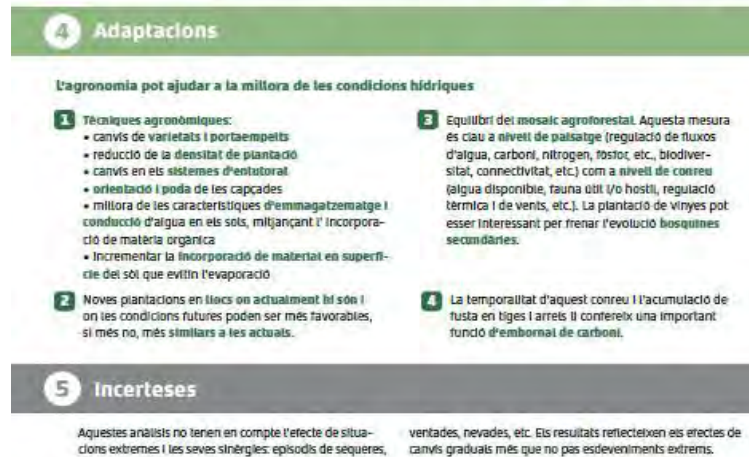 4 Adaptacions
L'agronomia pot ajudar a la millora de les condicions hídriques
1 Tècniques agronòmiques:
• canvis de varietats i portaempelts
• reducció de la densitat de plantació
• canvis en els sistemes d'entutorat
• orientació i poda de les capçades
• millora de les característiques d'emmagatzematge i
conducció d'aigua en els sols, mitjançant l' incorpora-
ció de matèria orgànica
• Incrementar la incorporació de material en superfí-
cie del sòl que evitin l'evaporació
2 Noves plantacions en llocs on actualment hi són i
on les condicions futures poden ser més favorables,
si més no, més similars a les actuals.
3 Equilibri del mosaic agroforestal. Aquesta mesura
és clau a nivell de paisatge (regulació de fluxos
d'aigua, carboni, nitrogen, fòsfor, etc., biodiver-
sitat, connectivitat, etc.) com a nivell de conreu
(aigua disponible, fauna útil i/o hostil, regulació
tèrmica i de vents, etc.). La plantació de vinyes pot
esser interessant per frenar l'evolució bosquines
secundàries.
4 La temporalitat d'aquest conreu i l'acumulació de
fusta en tiges i arrels li confereix una important
funció d'embornal de carboni.
5 Incerteses
Aquestes anàlisis no tenen en compte l'efecte de situa-
cions extremes i les seves sinèrgies: episodis de sequeres,
ventades, nevades, etc. Els resultats reflecteixen els efectes de
canvis graduals més que no pas esdeveniments extrems.